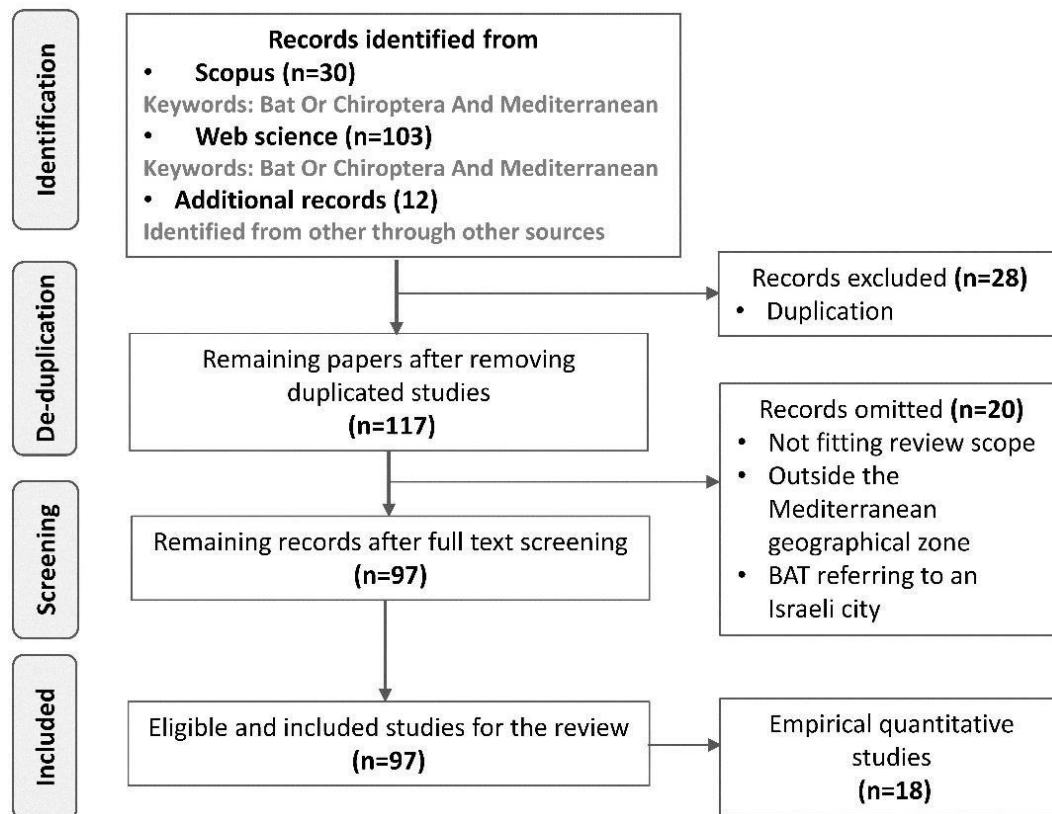 Identification
Records identified from
• Scopus (n=30)
Keywords: Bat Or Chiroptera And Mediterranean
• Web science (n=103)
Keywords: Bat Or Chiroptera And Mediterranean
• Additional records (12)
Identified from other through other sources
De-duplication
Records excluded (n=28)
• Duplication
Remaining papers after removing
duplicated studies
(n=117)
Records omitted (n=20)
• Not fitting review scope
• Outside the
Mediterranean
geographical zone
• BAT referring to an
Israeli city
Screening
Remaining records after full text screening
(n=97)
Included
Eligible and included studies for the review
(n=97)
Empirical quantitative
studies
(n=18)